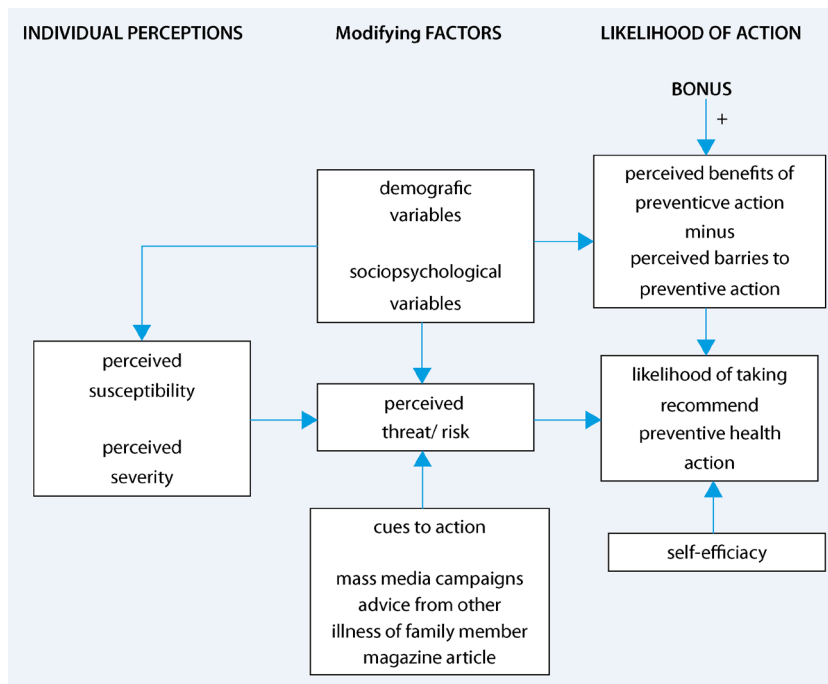 INDIVIDUAL PERCEPTIONS
Modifying FACTORS
LIKELIHOOD OF ACTION
BONUS
+
demografic
variables
sociopsychological
variables
perceived benefits of
preventicve action
minus
perceived barries to
preventive action
perceived
susceptibility
perceived
severity
perceived
threat/ risk
likelihood of taking
recommend
preventive health
action
cues to action
mass media campaigns
advice from other
illness of family member
magazine article
self-efficiacy